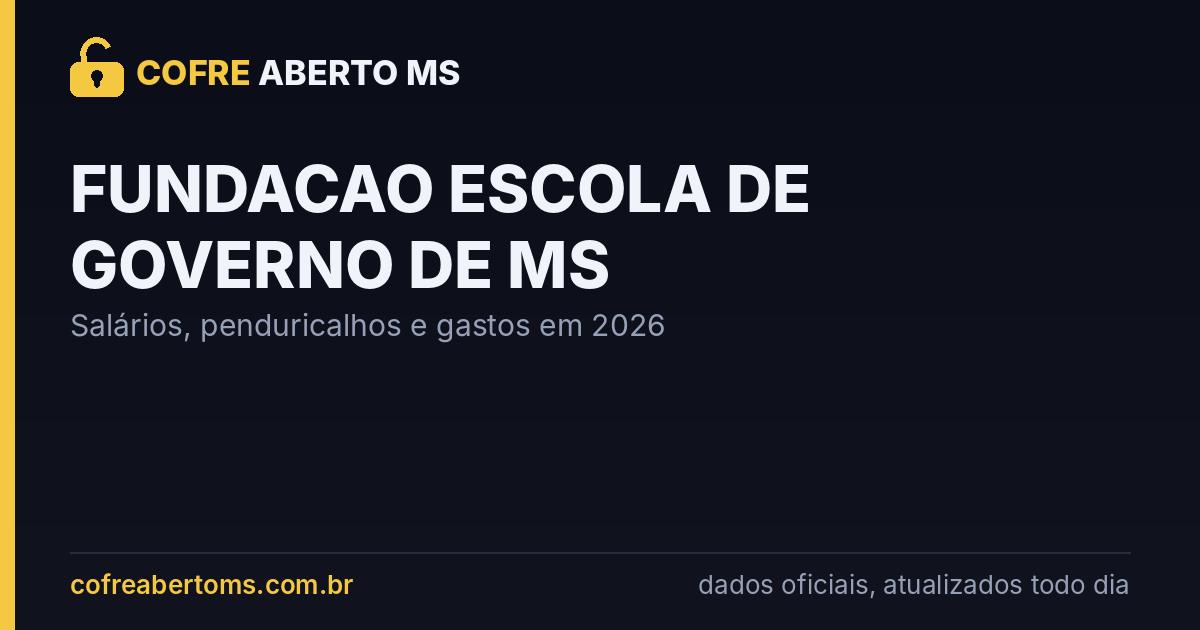 COFRE ABERTO MS
FUNDACAO ESCOLA DE
GOVERNO DE MS
Salários, penduricalhos e gastos em 2026
cofreabertoms.com.br
dados oficiais, atualizados todo dia